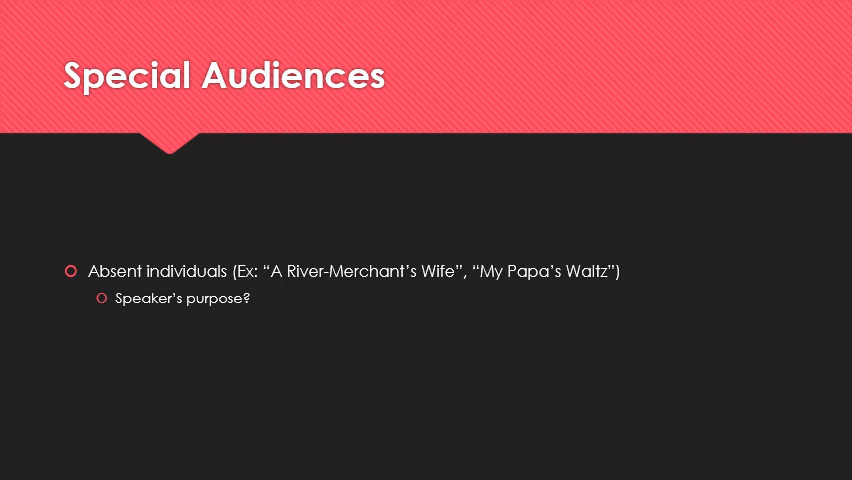 Special Audiences
Absent individuals (Ex: “A River-Merchant’s Wife”, “My Papa’s Waltz”)
Speaker’s purpose?